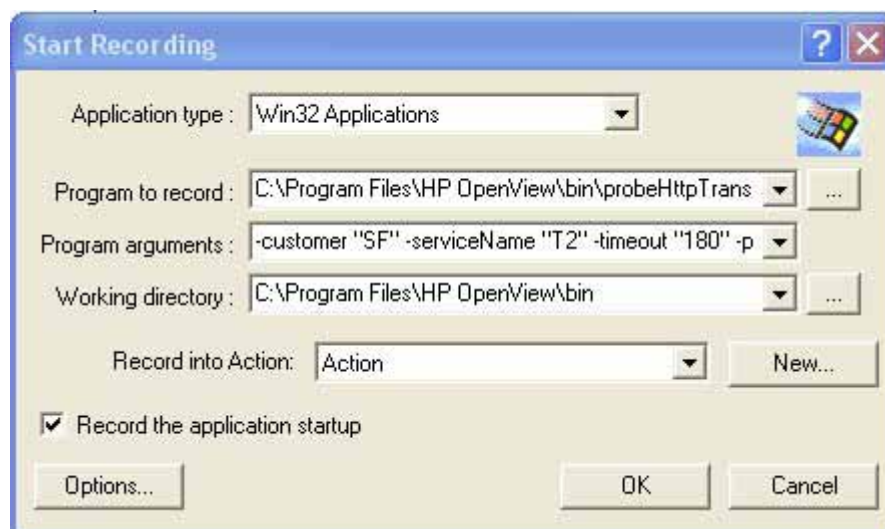 Start Recording
Application type : Win32 Applications
Program to record : C:\Program Files\HP OpenView\bin\probeHttpTrans ...
Program arguments : -customer "SF" -serviceName "T2" -timeout "180" -p
Working directory : C:\Program Files\HP OpenView\bin ...
Record into Action: Action New...
Record the application startup
Options... OK Cancel